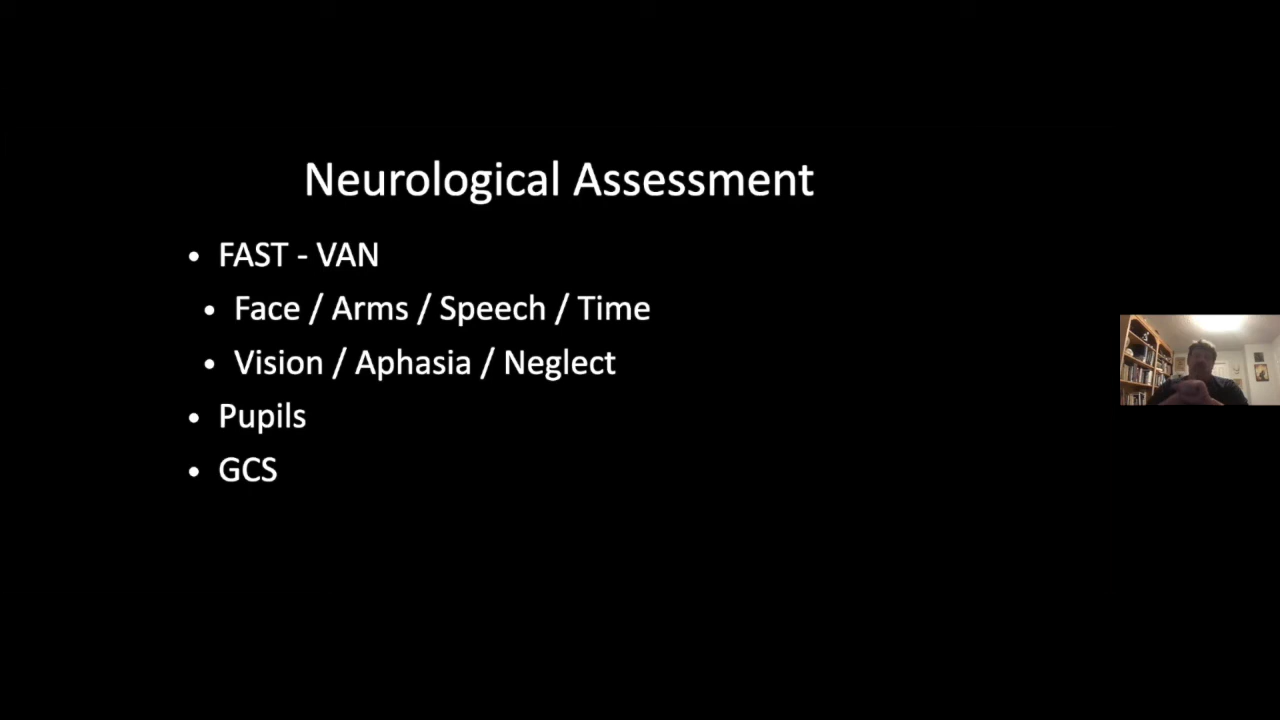 Neurological Assessment
• FAST - VAN
• Face / Arms / Speech / Time
• Vision / Aphasia / Neglect
• Pupils
• GCS